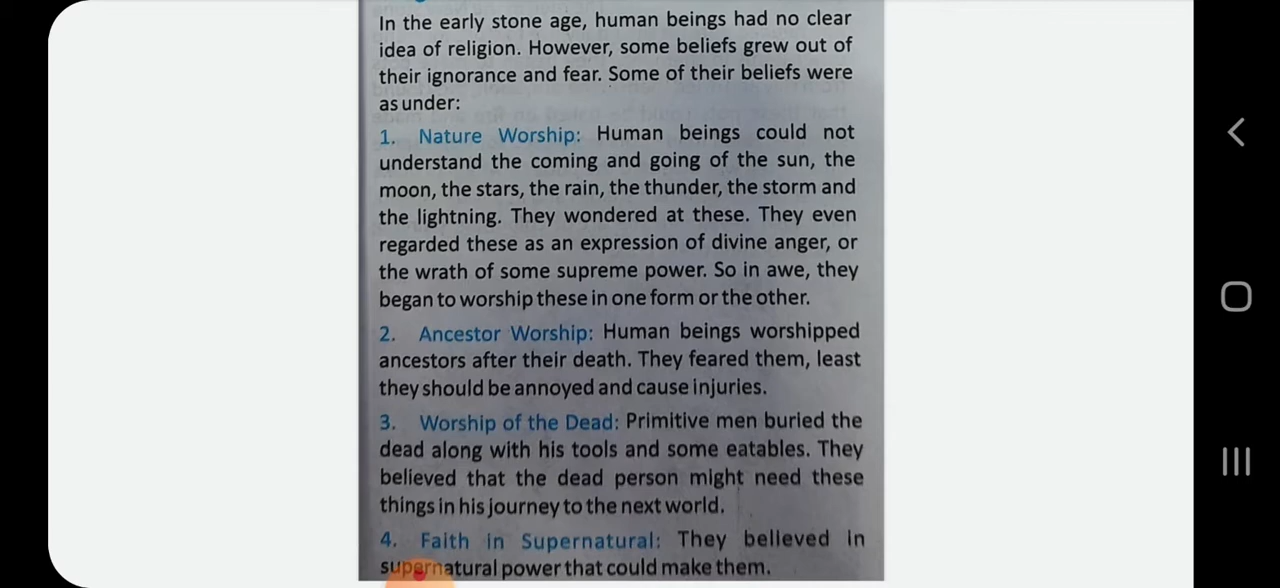 In the early stone age, human beings had no clear
idea of religion. However, some beliefs grew out of
their ignorance and fear. Some of their beliefs were
as under:
1. Nature Worship: Human beings could not
understand the coming and going of the sun, the
moon, the stars, the rain, the thunder, the storm and
the lightning. They wondered at these. They even
regarded these as an expression of divine anger, or
the wrath of some supreme power. So in awe, they
began to worship these in one form or the other.
2. Ancestor Worship: Human beings worshipped
ancestors after their death. They feared them, least
they should be annoyed and cause injuries.
3. Worship of the Dead: Primitive men buried the
dead along with his tools and some eatables. They
believed that the dead person might need these
things in his journey to the next world.
4. Faith in Supernatural: They believed in
supernatural power that could make them.